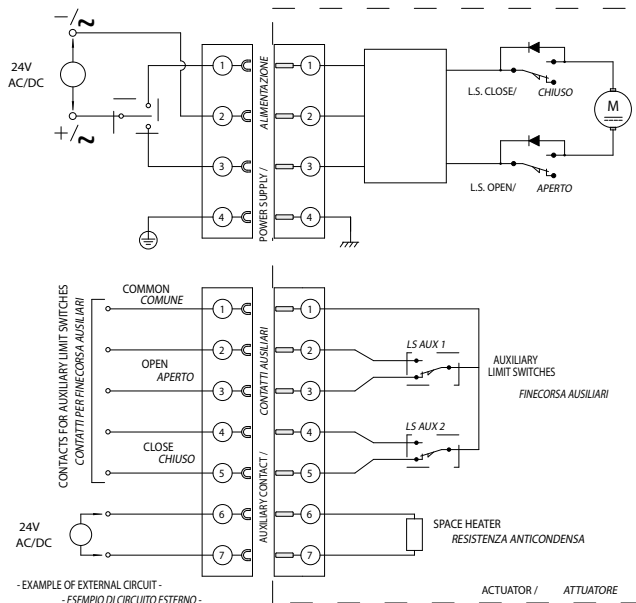 −/~
24V
AC/DC
+/~
1
2
3
4
POWER SUPPLY / ALIMENTAZIONE
1
2
3
4
L.S. CLOSE/ CHIUSO
L.S. OPEN/ APERTO
M
CONTACTS FOR AUXILIARY LIMIT SWITCHES
CONTATTI PER FINECORSA AUSILIARI
COMMON
COMUNE
OPEN
APERTO
CLOSE
CHIUSO
24V
AC/DC
1
2
3
4
5
6
7
AUXILIARY CONTACT / CONTATTI AUSILIARI
1
2
3
4
5
6
7
LS AUX 1
LS AUX 2
AUXILIARY
LIMIT SWITCHES
FINECORSA AUSILIARI
SPACE HEATER
RESISTENZA ANTICONDENSA
- EXAMPLE OF EXTERNAL CIRCUIT -
- ESEMPIO DI CIRCUITO ESTERNO -
ACTUATOR / ATTUATORE